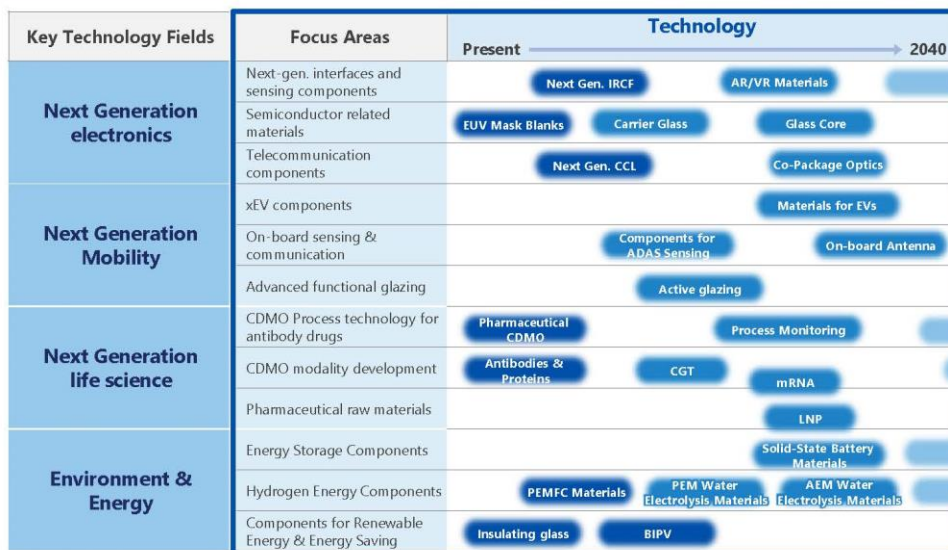 Key Technology Fields
Focus Areas
Technology
Present
2040
Next Generation
electronics
Next-gen. interfaces and
sensing components
Next Gen. IRCF
AR/VR Materials
Semiconductor related
materials
EUV Mask Blanks
Carrier Glass
Glass Core
Telecommunication
components
Next Gen. CCL
Co-Package Optics
Next Generation
Mobility
xEV components
Materials for EVs
On-board sensing &
communication
Components for
ADAS Sensing
On-board Antenna
Advanced functional glazing
Active glazing
Next Generation
life science
CDMO Process technology for
antibody drugs
Pharmaceutical
CDMO
Process Monitoring
CDMO modality development
Antibodies &
Proteins
CGT
mRNA
Pharmaceutical raw materials
LNP
Environment &
Energy
Energy Storage Components
Solid-State Battery
Materials
Hydrogen Energy Components
PEMFC Materials
PEM Water
Electrolysis Materials
AEM Water
Electrolysis Materials
Components for Renewable
Energy & Energy Saving
Insulating glass
BIPV